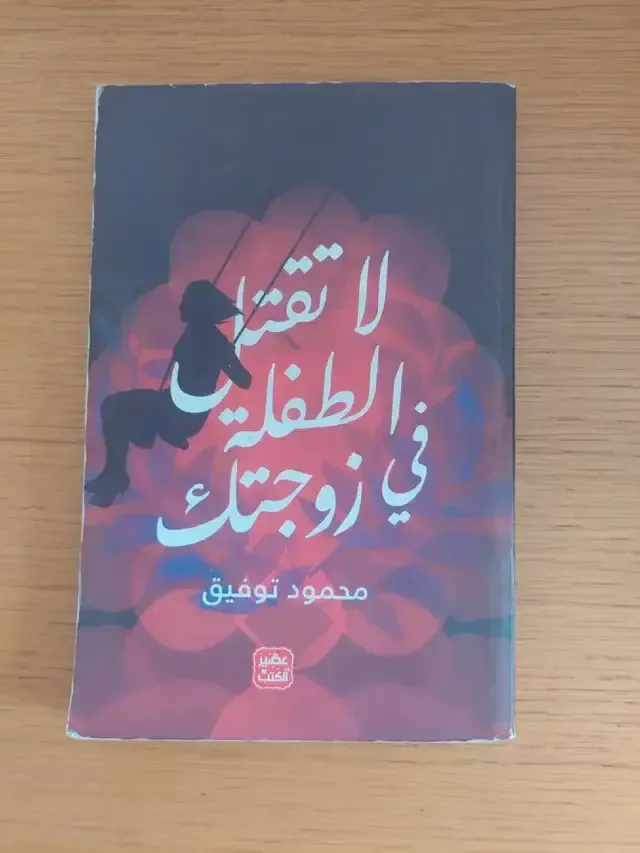 لا تقتل
الطفلة
في زوجتك
محمود توفيق
عصير
الكتب